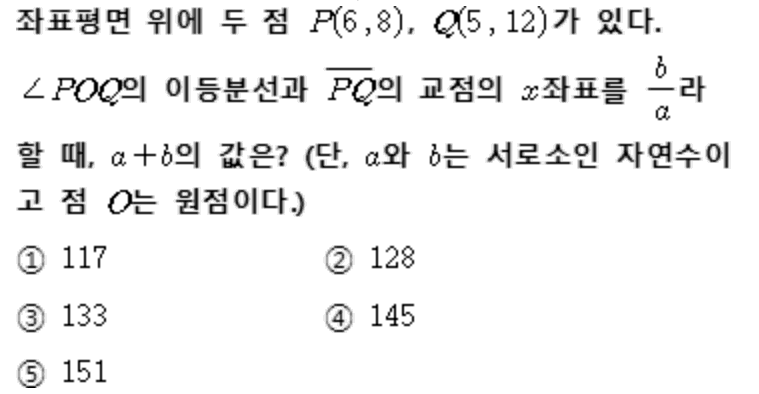 좌표평면 위에 두 점 P(6,8), Q(5,12)가 있다.
∠POQ의 이등분선과 \overline{PQ}의 교점의 x좌표를 \frac{b}{a}라
할 때, a+b의 값은? (단, a와 b는 서로소인 자연수이
고 점 O는 원점이다.)
① 117 ② 128
③ 133 ④ 145
⑤ 151